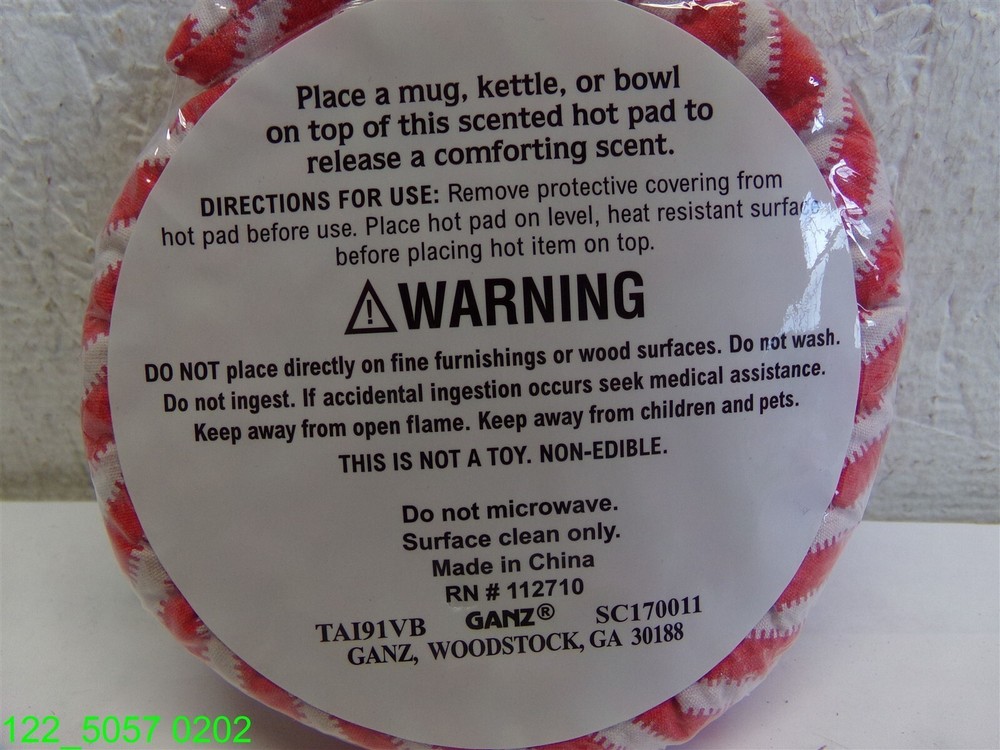 Place a mug, kettle, or bowl
on top of this scented hot pad to
release a comforting scent.
DIRECTIONS FOR USE: Remove protective covering from
hot pad before use. Place hot pad on level, heat resistant surface
before placing hot item on top.
WARNING
DO NOT place directly on fine furnishings or wood surfaces. Do not wash.
Do not ingest. If accidental ingestion occurs seek medical assistance.
Keep away from open flame. Keep away from children and pets.
THIS IS NOT A TOY. NON-EDIBLE.
Do not microwave.
Surface clean only.
Made in China
RN # 112710
TAI91VB GANZ® SC170011
GANZ, WOODSTOCK, GA 30188
122_5057 0202